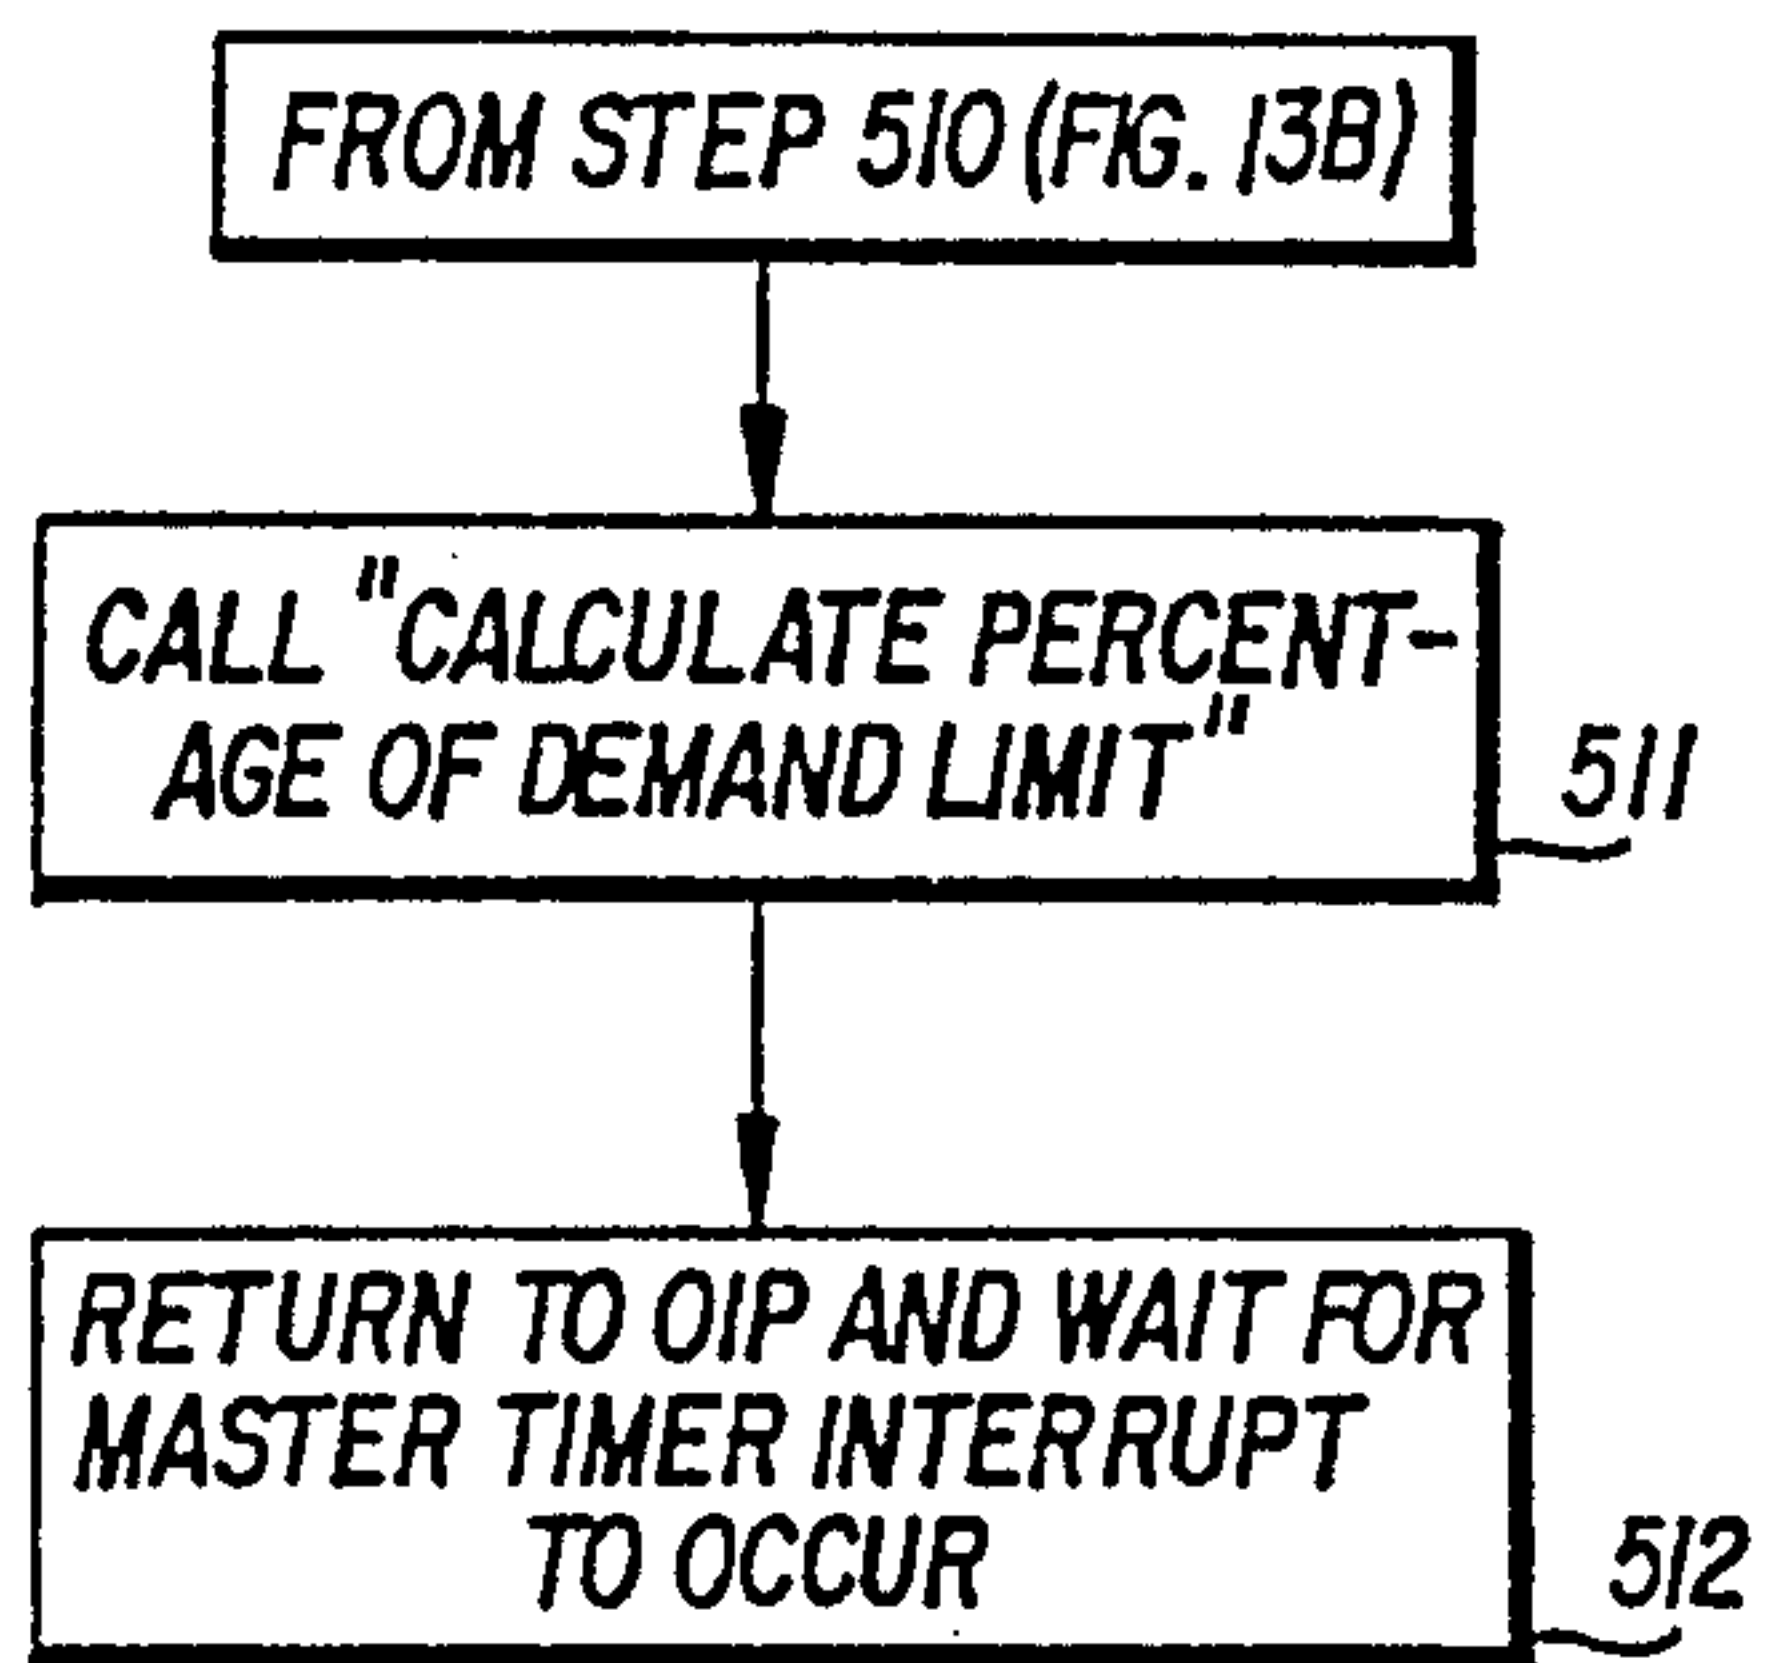 FROM STEP 510 (FIG. 13B)
CALL "CALCULATE PERCENT-
AGE OF DEMAND LIMIT"
511
RETURN TO OIP AND WAIT FOR
MASTER TIMER INTERRUPT
TO OCCUR
512